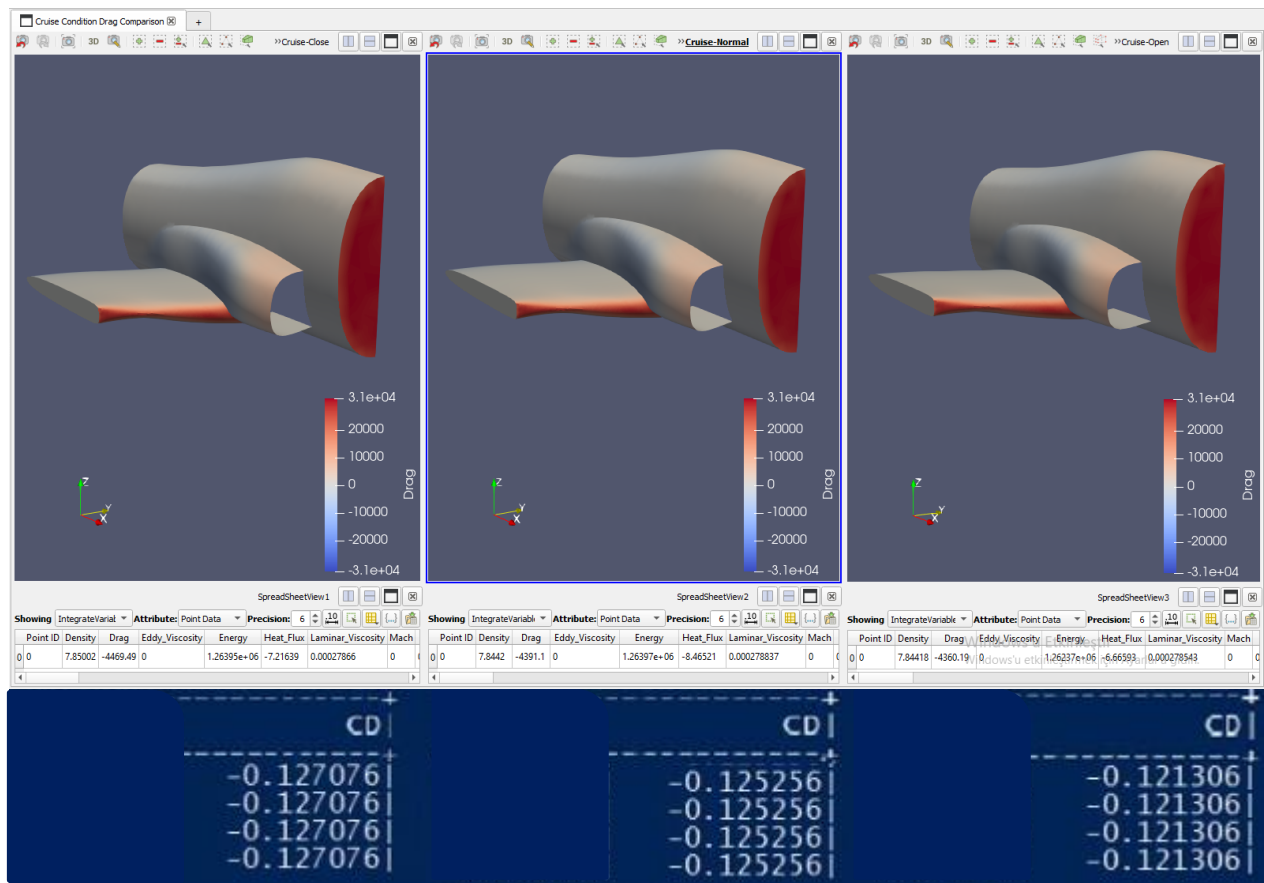 Cruise Condition Drag Comparison
+
3D
»Cruise-Close
3D
»Cruise-Normal
3D
»Cruise-Open
3.1e+04
20000
10000
0
-10000
-20000
-3.1e+04
Drag
Z
Y
X
3.1e+04
20000
10000
0
-10000
-20000
-3.1e+04
Drag
Z
Y
X
3.1e+04
20000
10000
0
-10000
-20000
-3.1e+04
Drag
Z
Y
X
SpreadSheetView1
Showing IntegrateVarial Attribute: Point Data Precision: 6
Point ID Density Drag Eddy_Viscosity Energy Heat_Flux Laminar_Viscosity Mach
0 0 7.85002 -4469.49 0 1.26395e+06 -7.21639 0.00027866 0
SpreadSheetView2
Showing IntegrateVariabl Attribute: Point Data Precision: 6
Point ID Density Drag Eddy_Viscosity Energy Heat_Flux Laminar_Viscosity Mach
0 0 7.8442 -4391.1 0 1.26397e+06 -8.46521 0.000278837 0
SpreadSheetView3
Showing IntegrateVariable Attribute: Point Data Precision: 6
Point ID Density Drag Eddy_Viscosity Energy Heat_Flux Laminar_Viscosity Mach
0 0 7.84418 -4360.19 0 1.26237e+06 -6.66593 0.000278543 0
CD|
-0.127076|
-0.127076|
-0.127076|
-0.127076|
CD|
-0.125256|
-0.125256|
-0.125256|
-0.125256|
CD|
-0.121306|
-0.121306|
-0.121306|
-0.121306|